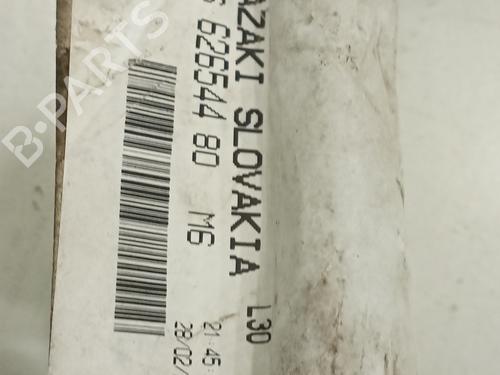 AZAKI SLOVAKIA L30
626544 80 M6
21:45
28/02/
B-PARTS